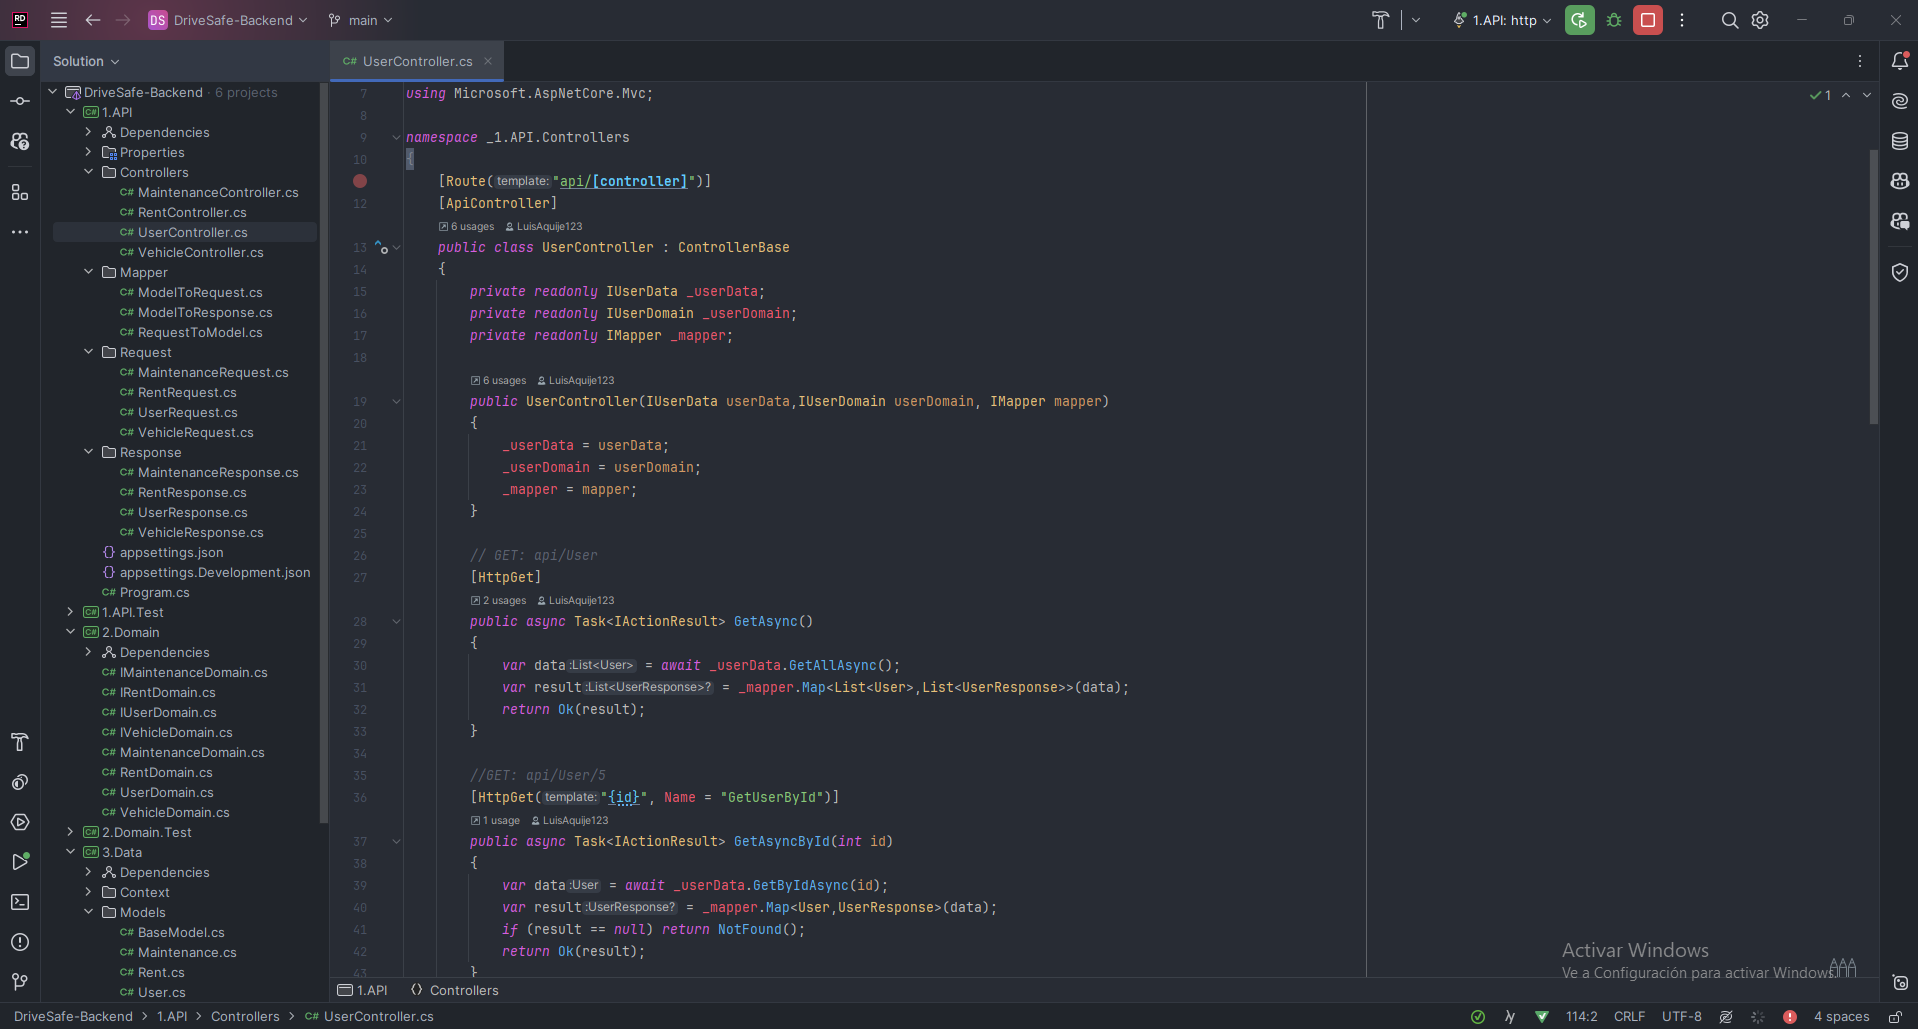 RD
DS DriveSafe-Backend
main
1.API: http
Solution
C# UserController.cs
DriveSafe-Backend · 6 projects
C# 1.API
Dependencies
Properties
Controllers
C# MaintenanceController.cs
C# RentController.cs
C# UserController.cs
C# VehicleController.cs
Mapper
C# ModelToRequest.cs
C# ModelToResponse.cs
C# RequestToModel.cs
Request
C# MaintenanceRequest.cs
C# RentRequest.cs
C# UserRequest.cs
C# VehicleRequest.cs
Response
C# MaintenanceResponse.cs
C# RentResponse.cs
C# UserResponse.cs
C# VehicleResponse.cs
{} appsettings.json
{} appsettings.Development.json
C# Program.cs
C# 1.API.Test
C# 2.Domain
Dependencies
C# IMaintenanceDomain.cs
C# IRentDomain.cs
C# IUserDomain.cs
C# IVehicleDomain.cs
C# MaintenanceDomain.cs
C# RentDomain.cs
C# UserDomain.cs
C# VehicleDomain.cs
C# 2.Domain.Test
C# 3.Data
Dependencies
Context
Models
C# BaseModel.cs
C# Maintenance.cs
C# Rent.cs
C# User.cs
7 using Microsoft.AspNetCore.Mvc;
1
8
9 namespace _1.API.Controllers
10 {
[Route(template:"api/[controller]")]
12 [ApiController]
6 usages LuisAquije123
13 public class UserController : ControllerBase
14 {
15 private readonly IUserData _userData;
16 private readonly IUserDomain _userDomain;
17 private readonly IMapper _mapper;
18
6 usages LuisAquije123
19 public UserController(IUserData userData,IUserDomain userDomain, IMapper mapper)
20 {
21 _userData = userData;
22 _userDomain = userDomain;
23 _mapper = mapper;
24 }
25
26 // GET: api/User
27 [HttpGet]
2 usages LuisAquije123
28 public async Task<IActionResult> GetAsync()
29 {
30 var data:List<User> = await _userData.GetAllAsync();
31 var result:List<UserResponse>? = _mapper.Map<List<User>,List<UserResponse>>(data);
32 return Ok(result);
33 }
34
35 //GET: api/User/5
36 [HttpGet(template:"{id}", Name = "GetUserById")]
1 usage LuisAquije123
37 public async Task<IActionResult> GetAsyncById(int id)
38 {
39 var data:User = await _userData.GetByIdAsync(id);
40 var result:UserResponse? = _mapper.Map<User,UserResponse>(data);
41 if (result == null) return NotFound();
42 return Ok(result);
43 }
Activar Windows
Ve a Configuración para activar Windows.
1.API Controllers
DriveSafe-Backend > 1.API > Controllers > C# UserController.cs
114:2 CRLF UTF-8 4 spaces